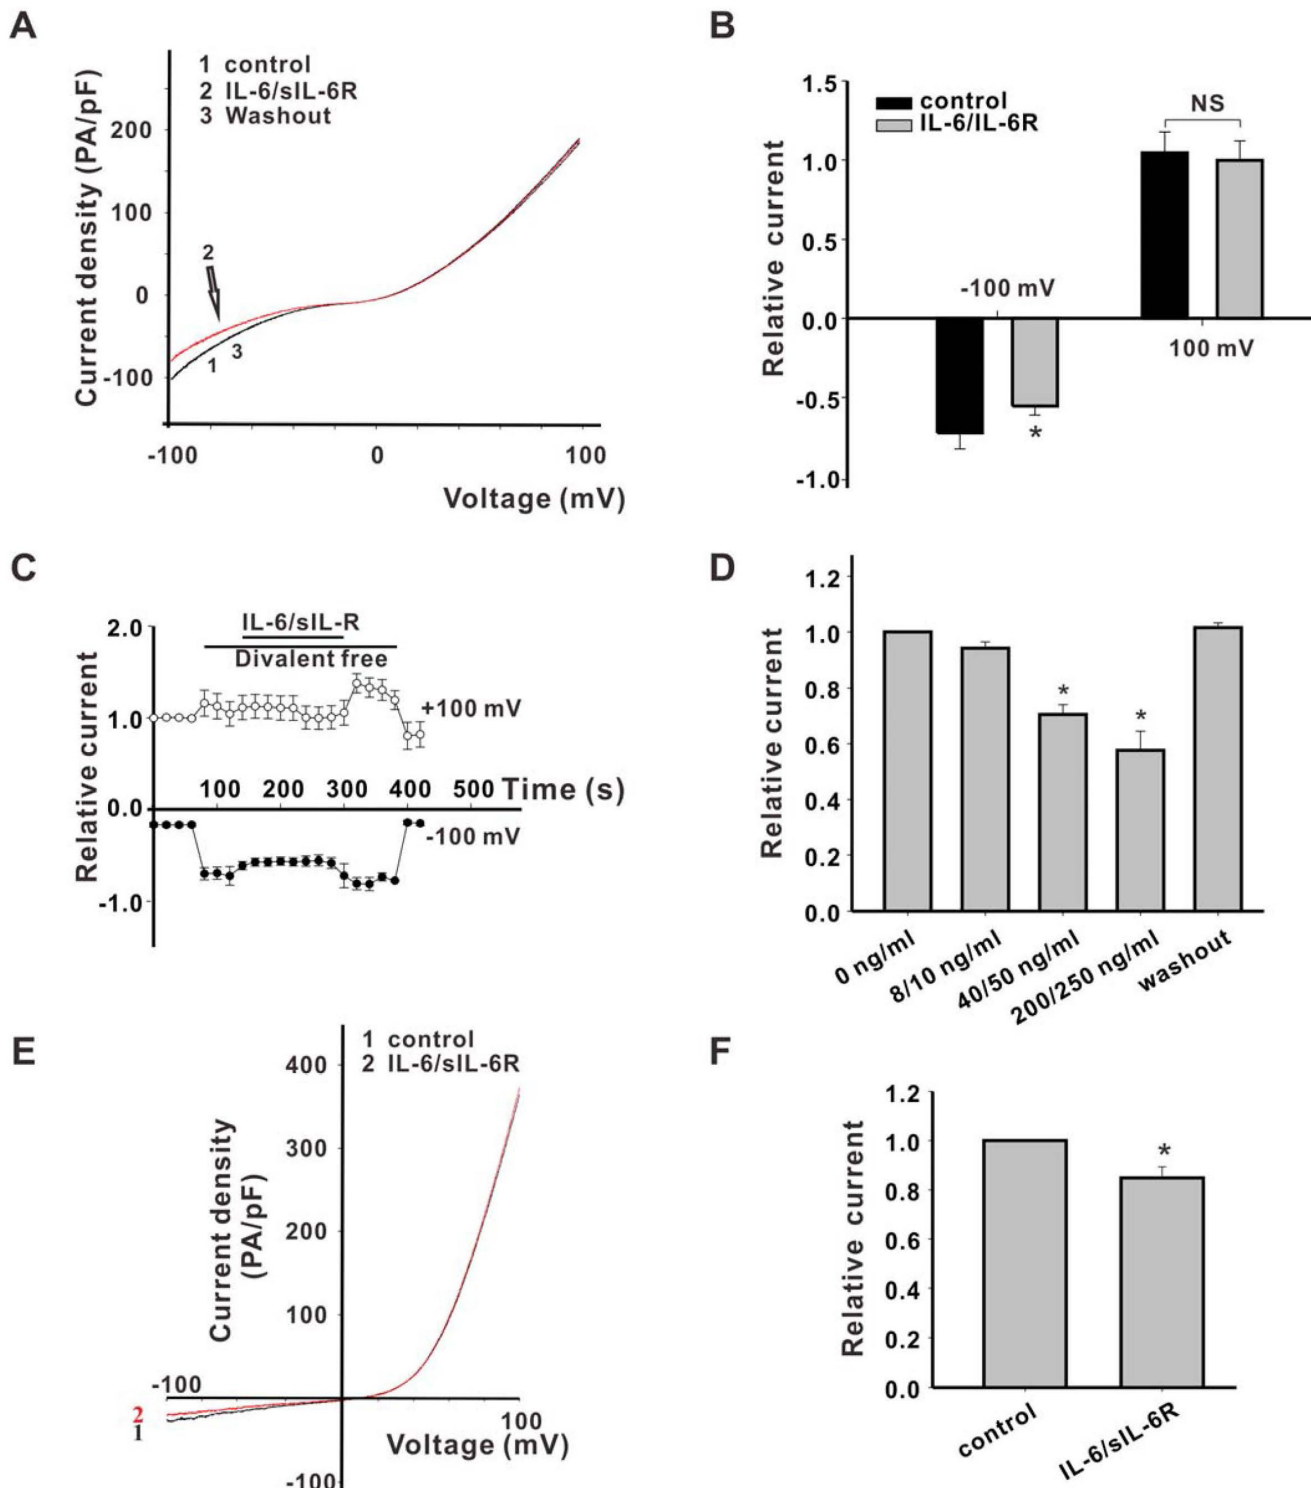 A
1 control
2 IL-6/sIL-6R
3 Washout
Current density (PA/pF)
200
100
0
-100
2
1
3
-100
0
100
Voltage (mV)
B
control
IL-6/IL-6R
Relative current
1.5
1.0
0.5
0.0
-0.5
-1.0
NS
-100 mV
100 mV
*
C
IL-6/sIL-R
Divalent free
Relative current
2.0
1.0
0.0
-1.0
+100 mV
100 200 300 400 500 Time (s)
-100 mV
D
Relative current
1.2
1.0
0.8
0.6
0.4
0.2
0.0
*
*
0 ng/ml
8/10 ng/ml
40/50 ng/ml
200/250 ng/ml
washout
E
1 control
2 IL-6/sIL-6R
Current density
(PA/pF)
400
300
200
100
-100
2
1
100
Voltage (mV)
-100
F
Relative current
1.2
1.0
0.8
0.6
0.4
0.2
0.0
*
control
IL-6/sIL-6R